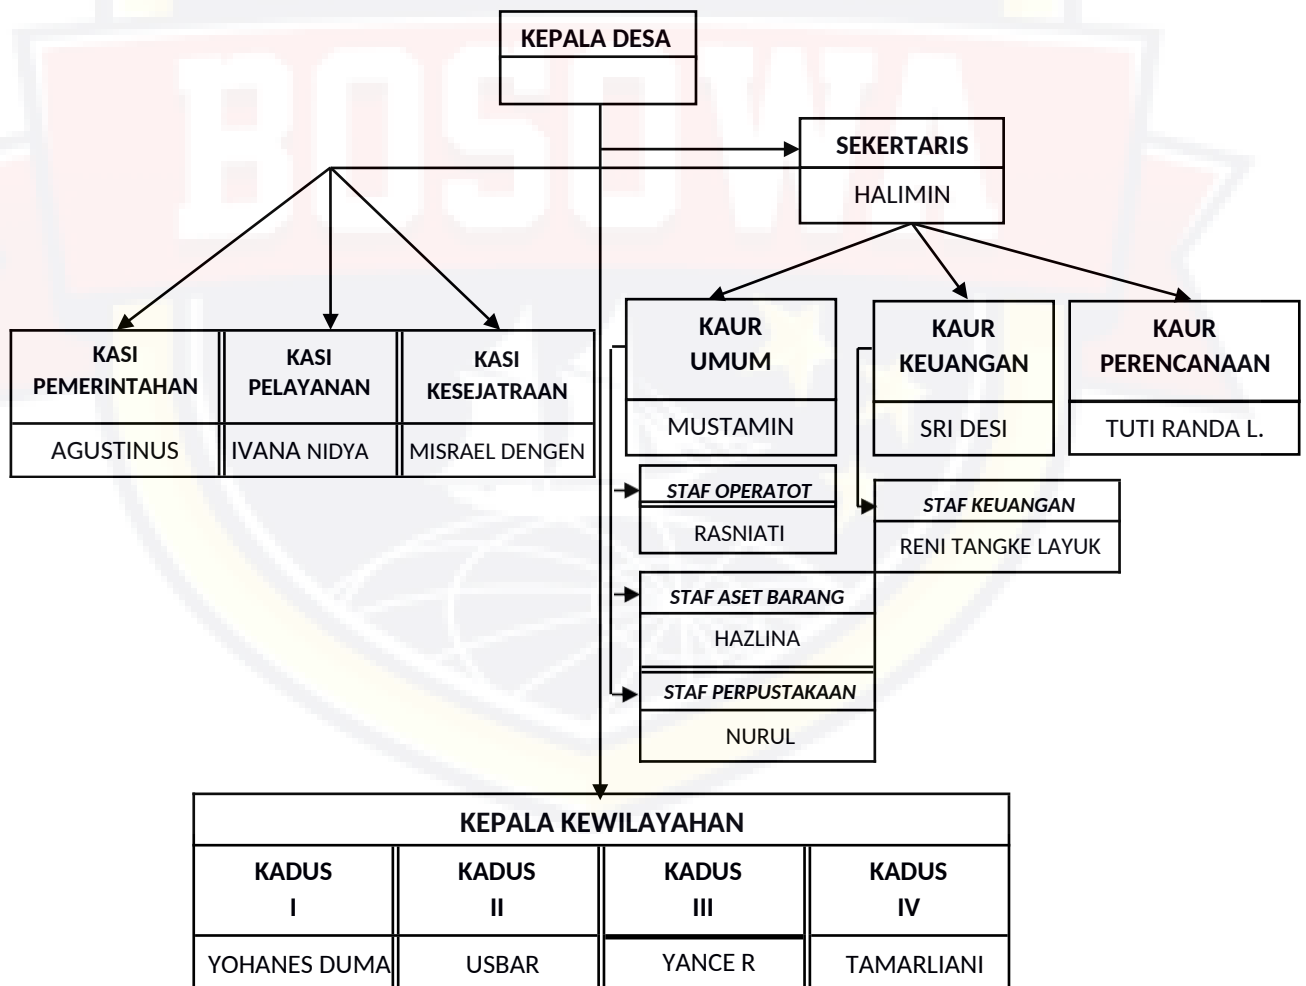 BOSOWA
KEPALA DESA
SEKERTARIS
HALIMIN
KASI
PEMERINTAHAN
AGUSTINUS
KASI
PELAYANAN
IVANA NIDYA
KASI
KESEJATRAAN
MISRAEL DENGEN
KAUR
UMUM
MUSTAMIN
KAUR
KEUANGAN
SRI DESI
KAUR
PERENCANAAN
TUTI RANDA L.
STAF OPERATOT
RASNIATI
STAF KEUANGAN
RENI TANGKE LAYUK
STAF ASET BARANG
HAZLINA
STAF PERPUSTAKAAN
NURUL
KEPALA KEWILAYAHAN
KADUS
I
YOHANES DUMA
KADUS
II
USBAR
KADUS
III
YANCE R
KADUS
IV
TAMARLIANI